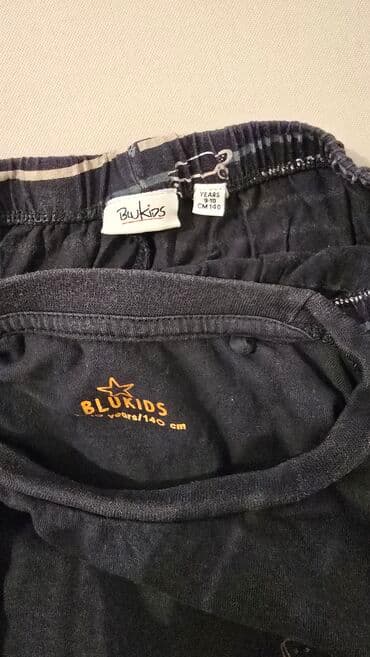 BluKids
YEARS
9-10
CM 140
BLUKIDS
years/140 cm